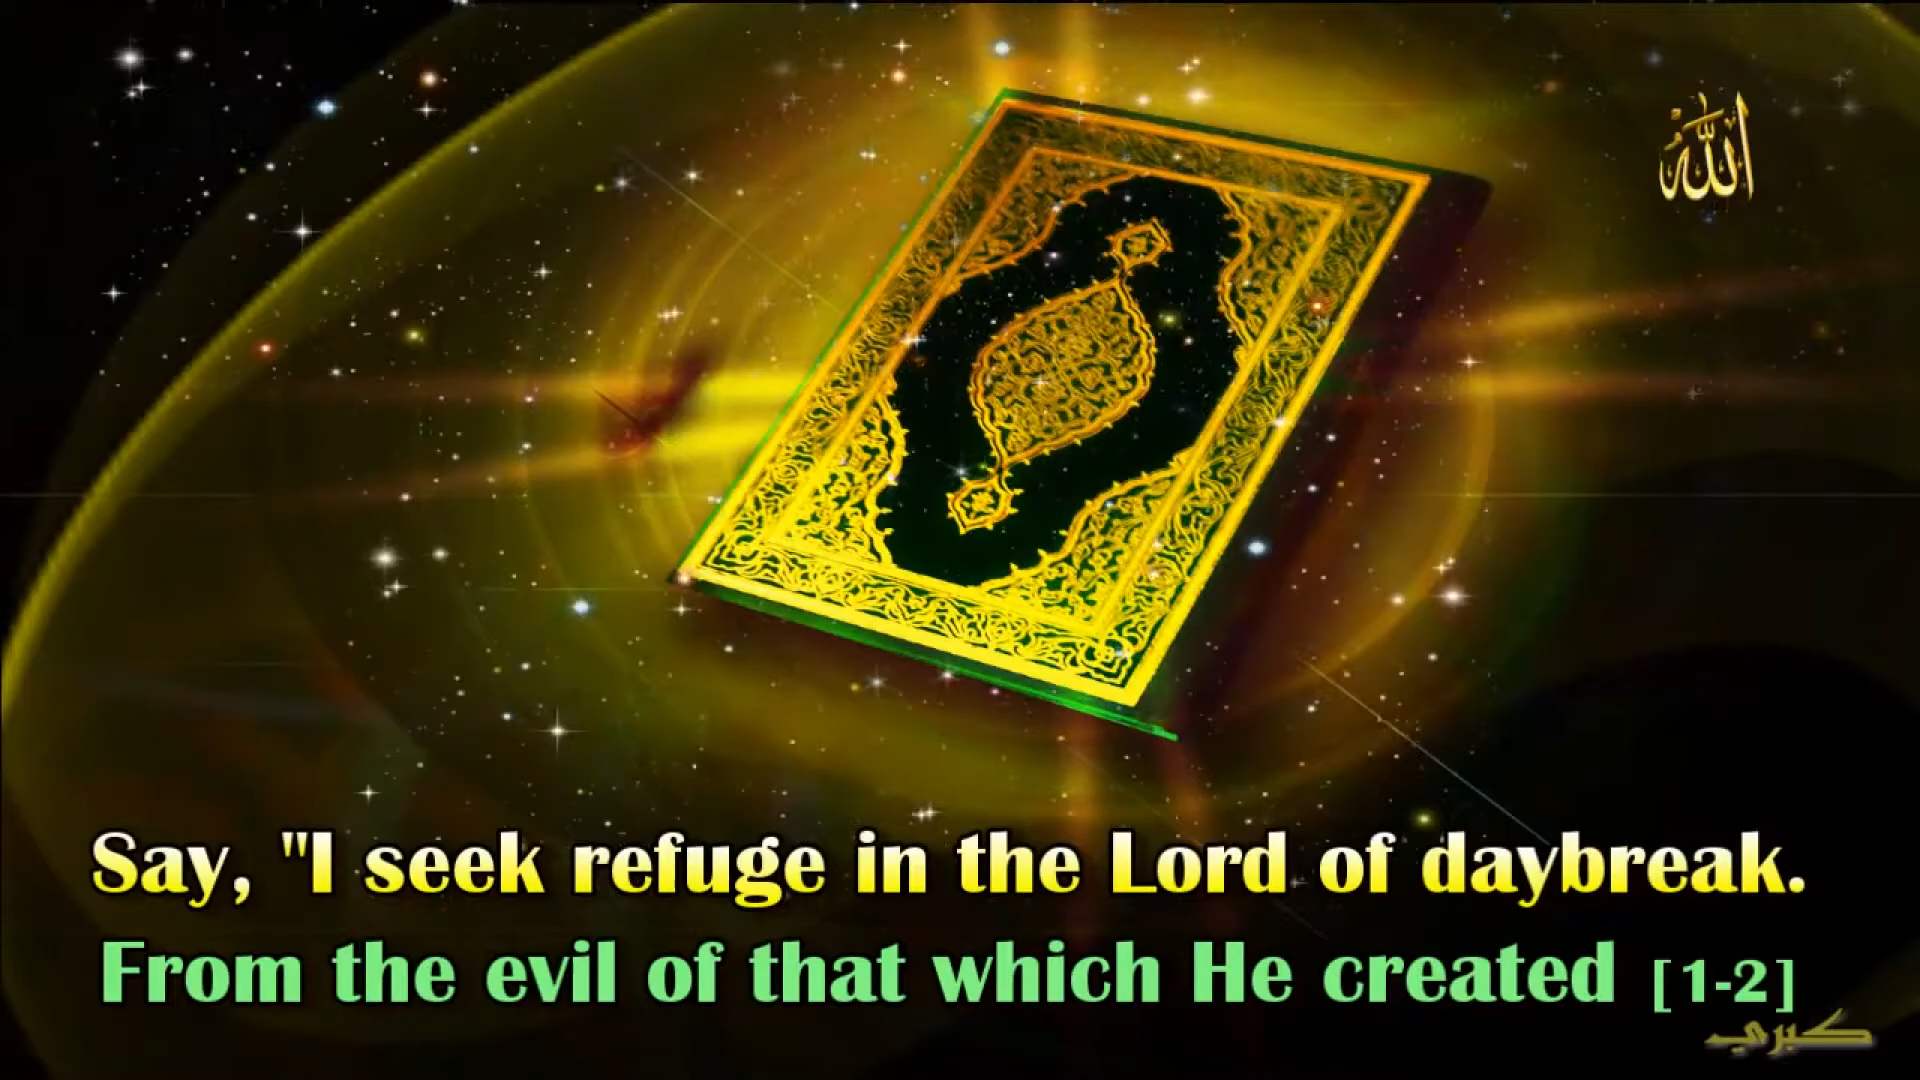 الله
Say, "I seek refuge in the Lord of daybreak.
From the evil of that which He created [1-2]
كبري